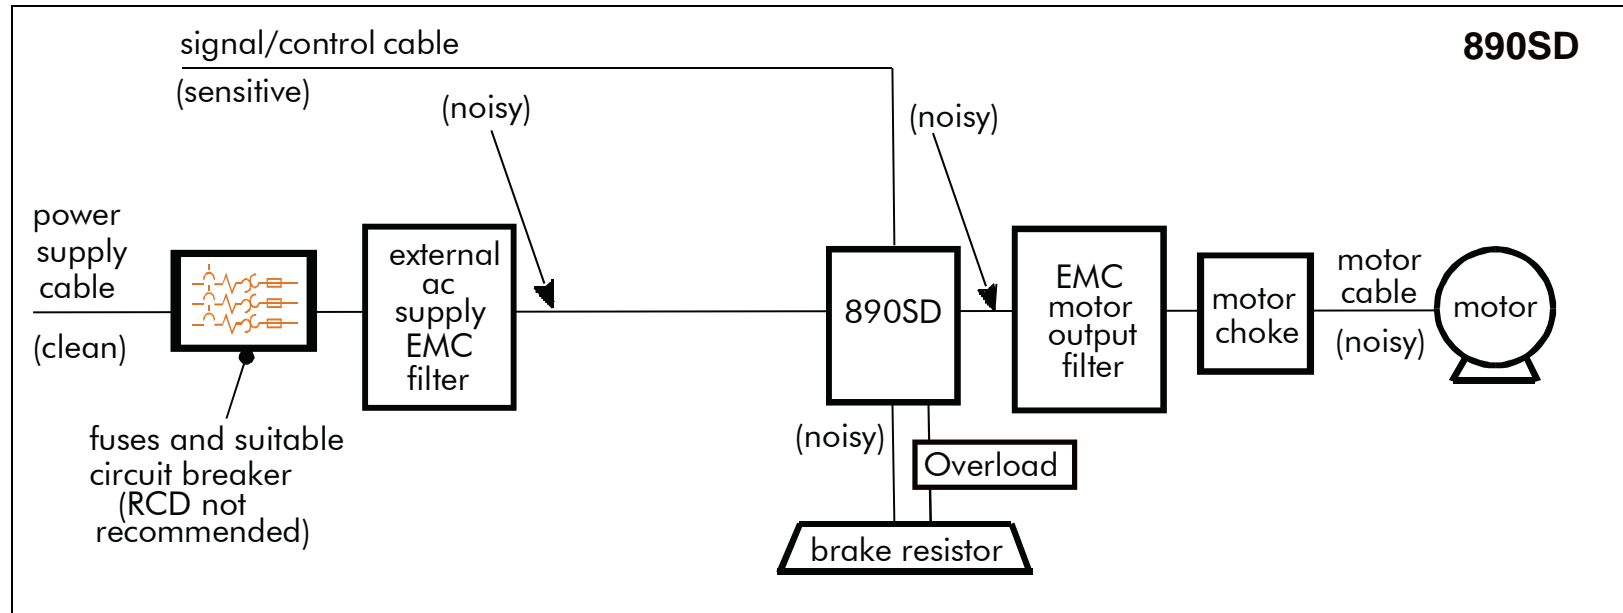 signal/control cable
890SD
(sensitive)
(noisy)
(noisy)
power
supply
cable
(clean)
external
ac
supply
EMC
filter
890SD
EMC
motor
output
filter
motor
choke
motor
cable
(noisy)
motor
fuses and suitable
circuit breaker
(RCD not
recommended)
(noisy)
Overload
brake resistor